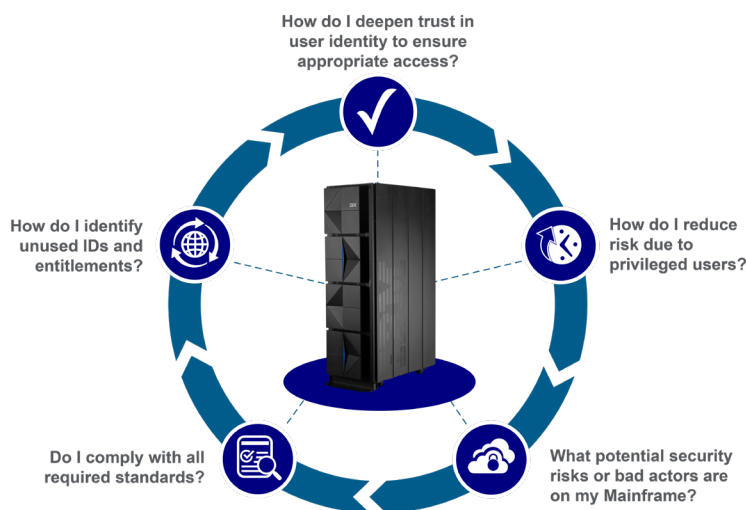 How do I deepen trust in
user identity to ensure
appropriate access?
How do I identify
unused IDs and
entitlements?
How do I reduce
risk due to
privileged users?
Do I comply with all
required standards?
What potential security
risks or bad actors are
on my Mainframe?